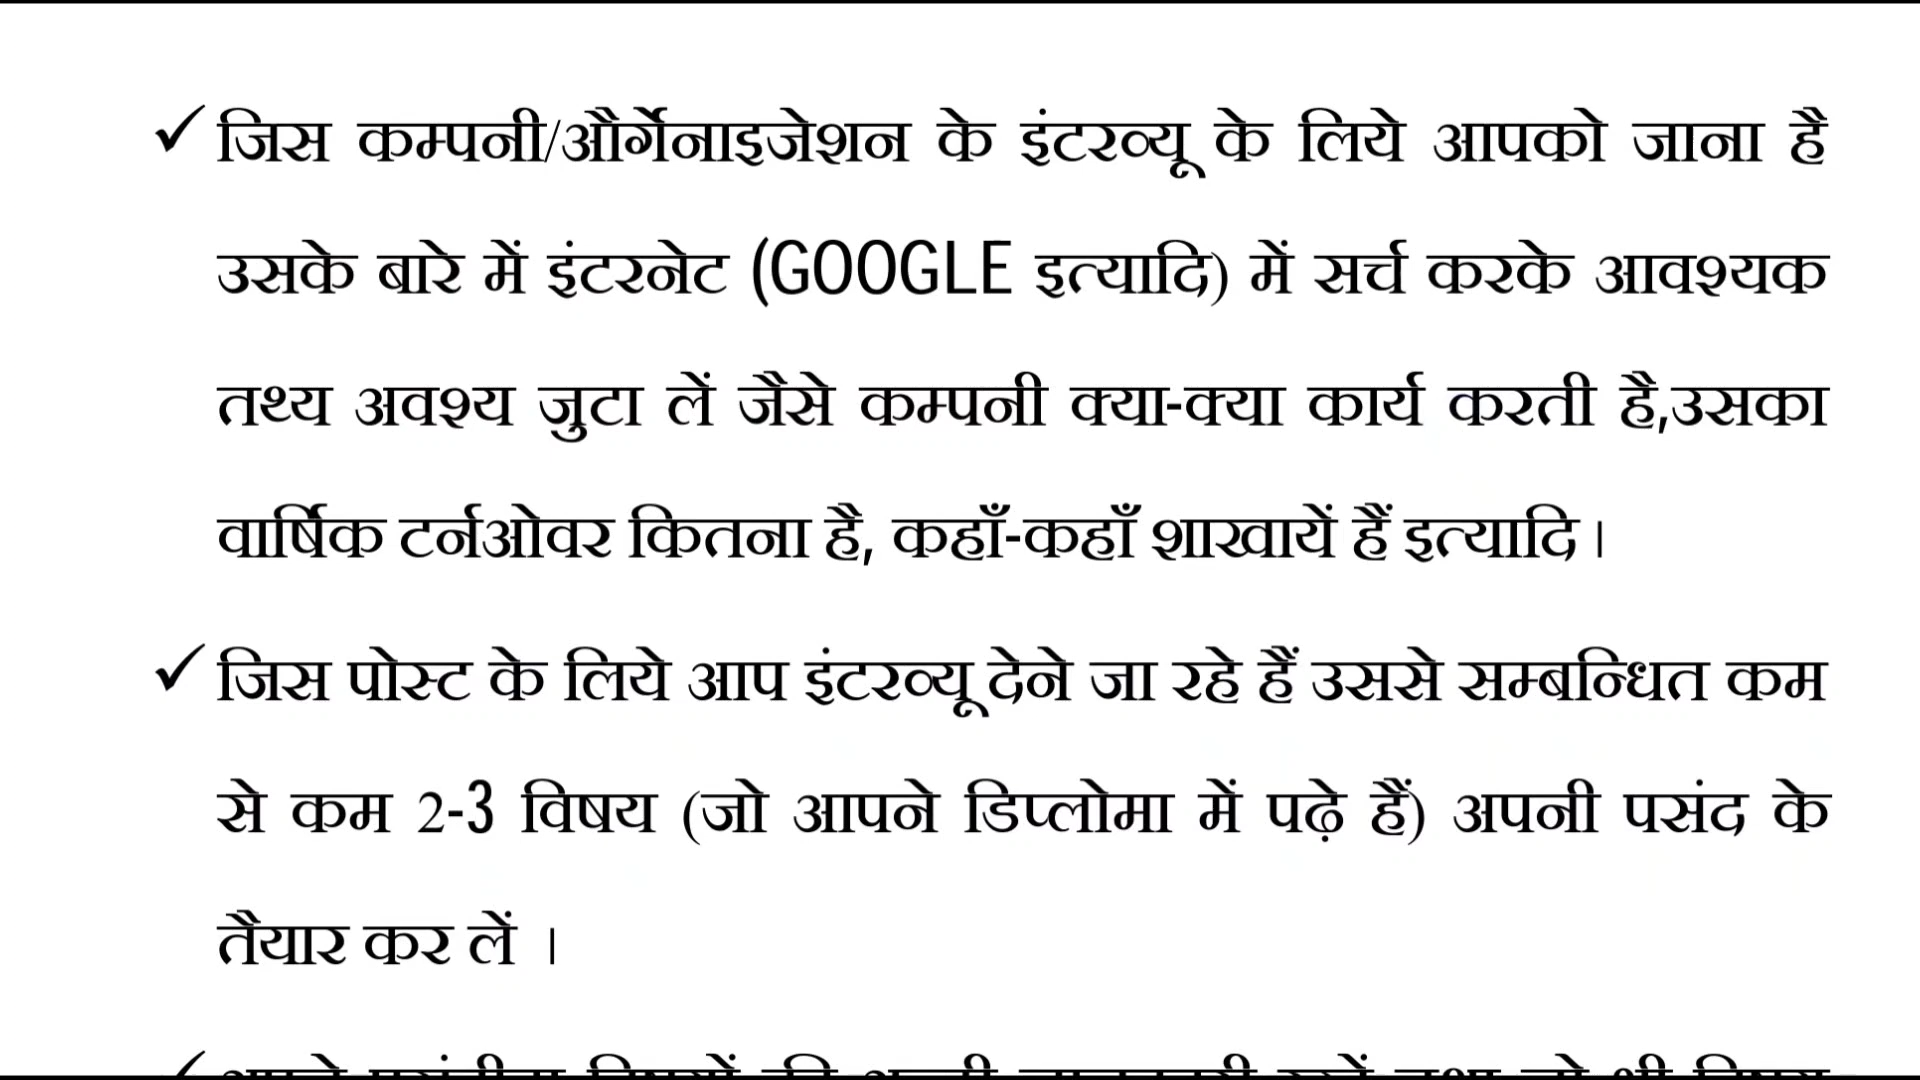 ✓ जिस कम्पनी/और्गेनाइजेशन के इंटरव्यू के लिये आपको जाना है
उसके बारे में इंटरनेट (GOOGLE इत्यादि) में सर्च करके आवश्यक
तथ्य अवश्य जुटा लें जैसे कम्पनी क्या-क्या कार्य करती है,उसका
वार्षिक टर्नओवर कितना है, कहाँ-कहाँ शाखायें हैं इत्यादि।
✓ जिस पोस्ट के लिये आप इंटरव्यू देने जा रहे हैं उससे सम्बन्धित कम
से कम 2-3 विषय (जो आपने डिप्लोमा में पढ़े हैं) अपनी पसंद के
तैयार कर लें ।